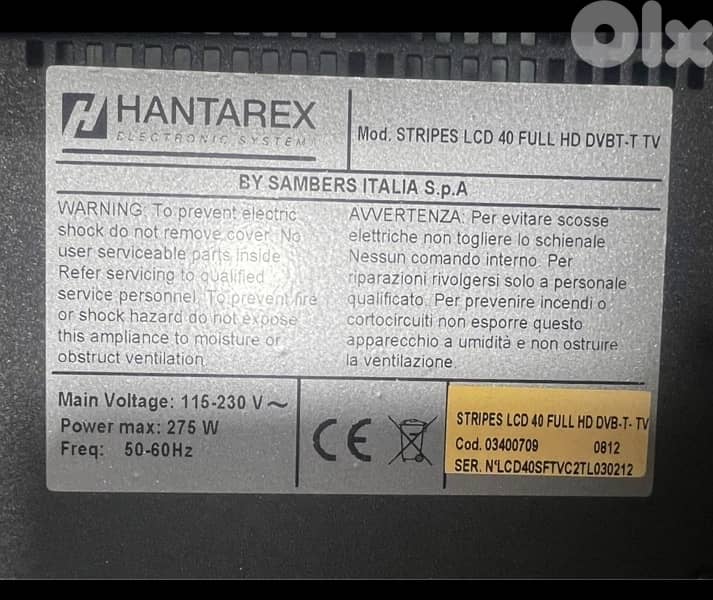 Olx
HANTAREX
ELECTRONIC SYSTEM
Mod. STRIPES LCD 40 FULL HD DVBT-T TV
BY SAMBERS ITALIA S.p.A
WARNING: To prevent electric
shock do not remove cover. No
user serviceable parts inside
Refer servicing to qualified
service personnel, To prevent fire
or shock hazard do not expose
this ampliance to moisture or
obstruct ventilation
AVVERTENZA: Per evitare scosse
elettriche non togliere lo schienale
Nessun comando interno. Per
riparazioni rivolgersi solo a personale
qualificato. Per prevenire incendi o
cortocircuiti non esporre questo
apparecchio a umidità e non ostruire
la ventilazione
Main Voltage: 115-230 V ~
Power max: 275 W
Freq: 50-60Hz
CE
STRIPES LCD 40 FULL HD DVB-T- TV
Cod. 03400709 0812
SER. N°LCD40SFTVC2TL030212